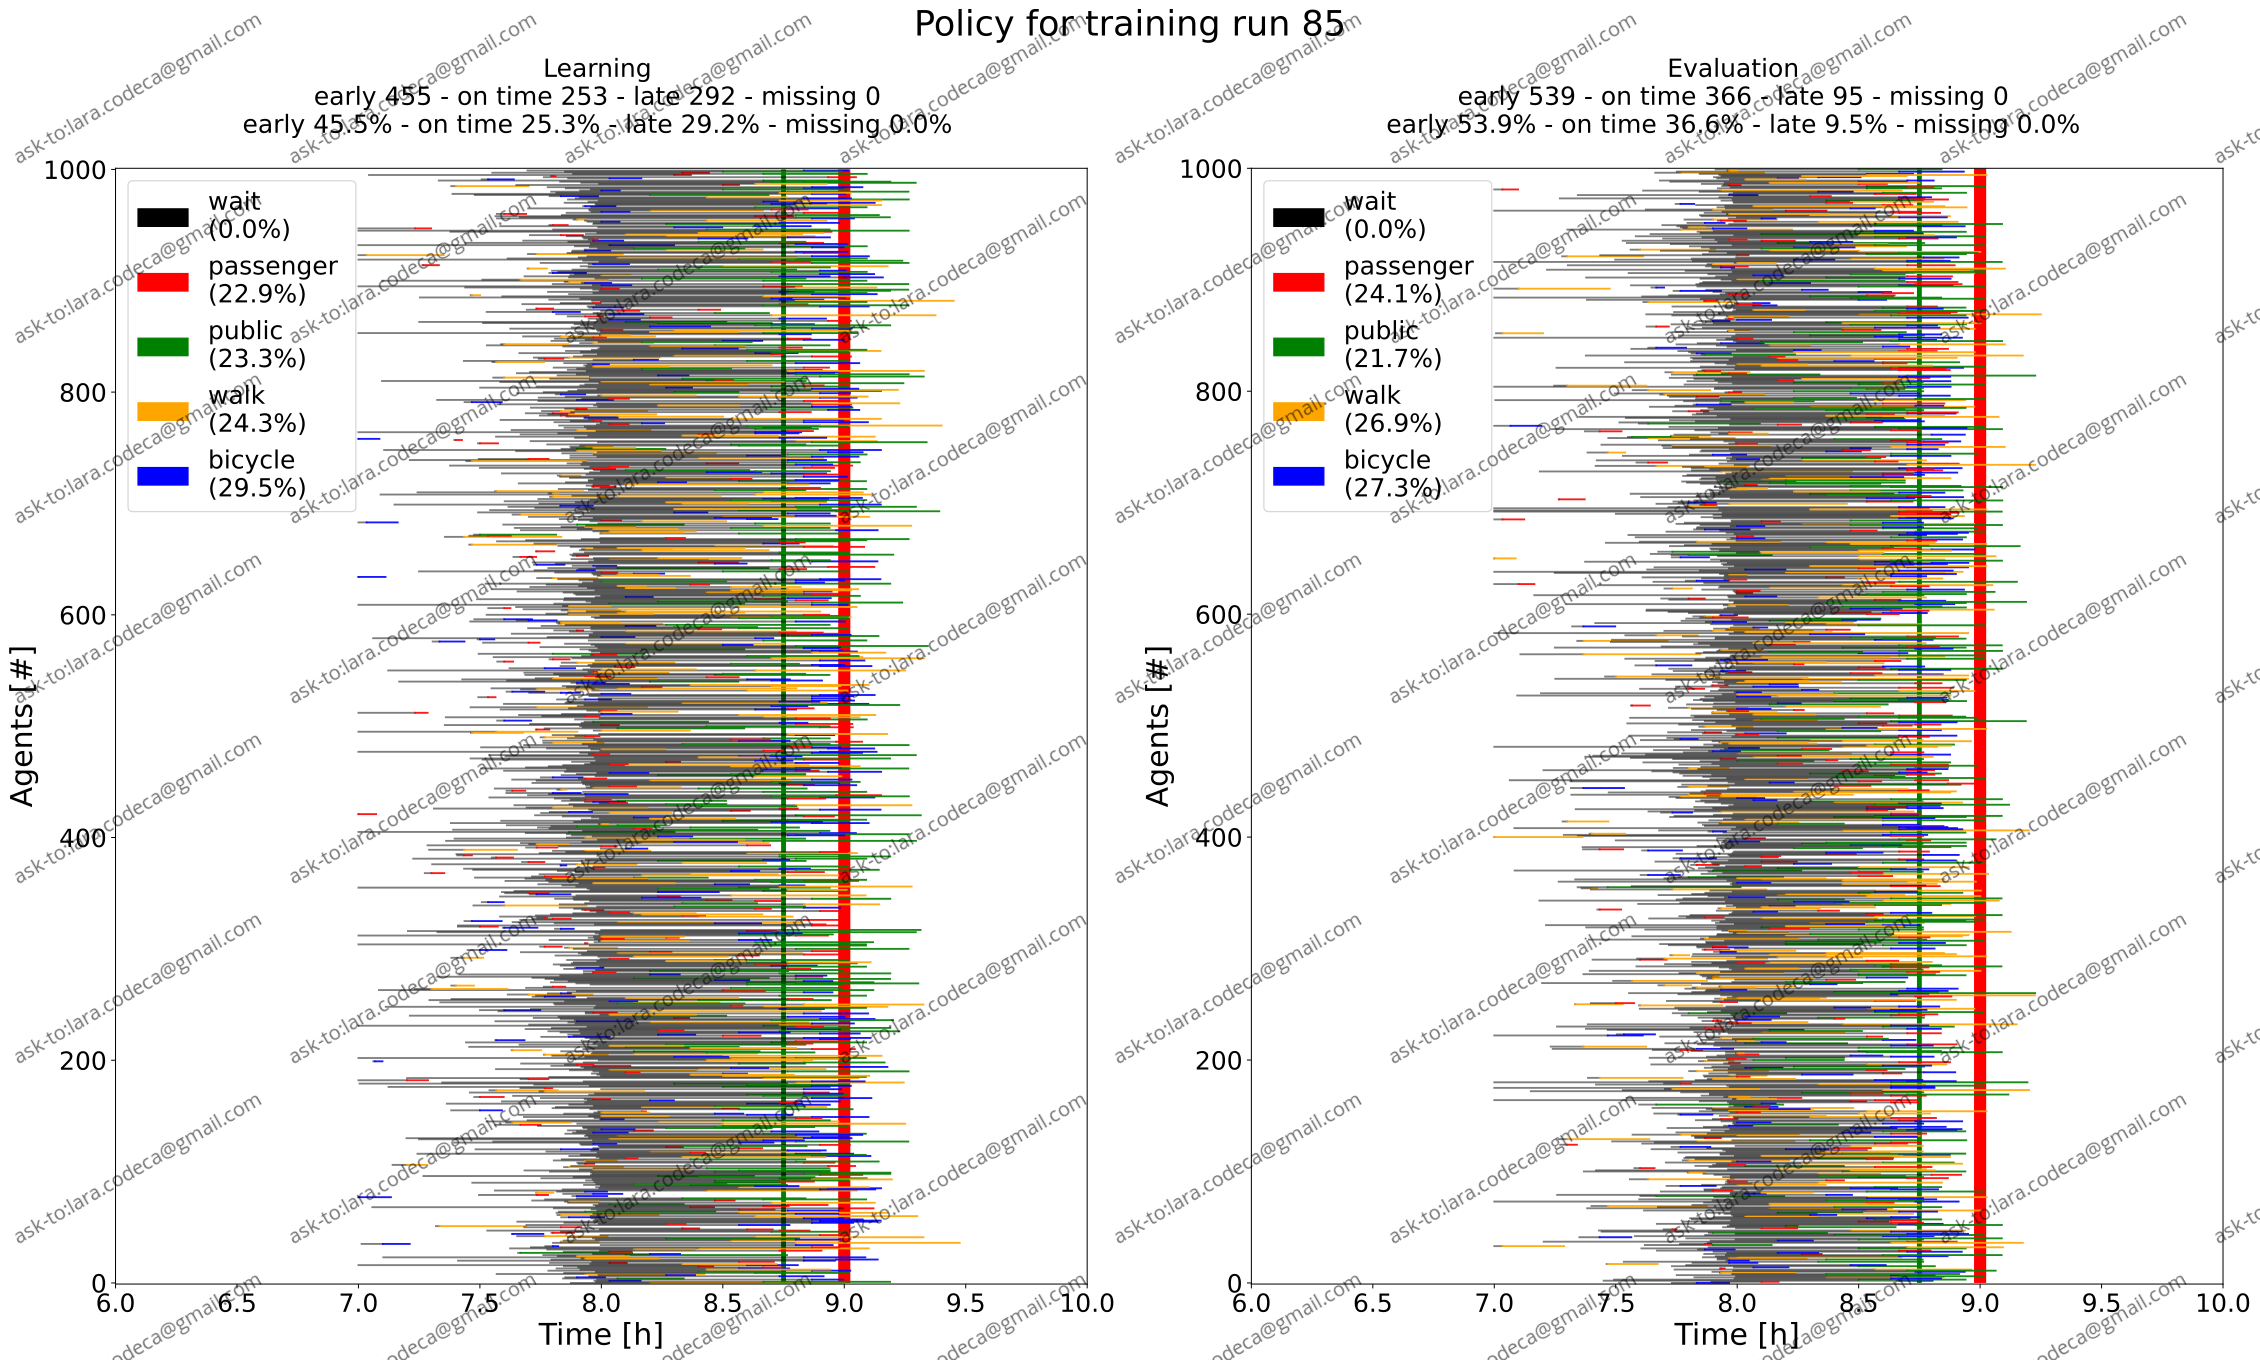 Policy for training run 85
Learning
early 455 - on time 253 - late 292 - missing 0
early 45.5% - on time 25.3% - late 29.2% - missing 0.0%
1000
800
600
400
200
0
Agents [#]
wait
(0.0%)
passenger
(22.9%)
public
(23.3%)
walk
(24.3%)
bicycle
(29.5%)
6.0 6.5 7.0 7.5 8.0 8.5 9.0 9.5 10.0
Time [h]
Evaluation
early 539 - on time 366 - late 95 - missing 0
early 53.9% - on time 36.6% - late 9.5% - missing 0.0%
1000
800
600
400
200
0
Agents [#]
wait
(0.0%)
passenger
(24.1%)
public
(21.7%)
walk
(26.9%)
bicycle
(27.3%)
6.0 6.5 7.0 7.5 8.0 8.5 9.0 9.5 10.0
Time [h]
ask-to:lara.codeca@gmail.com